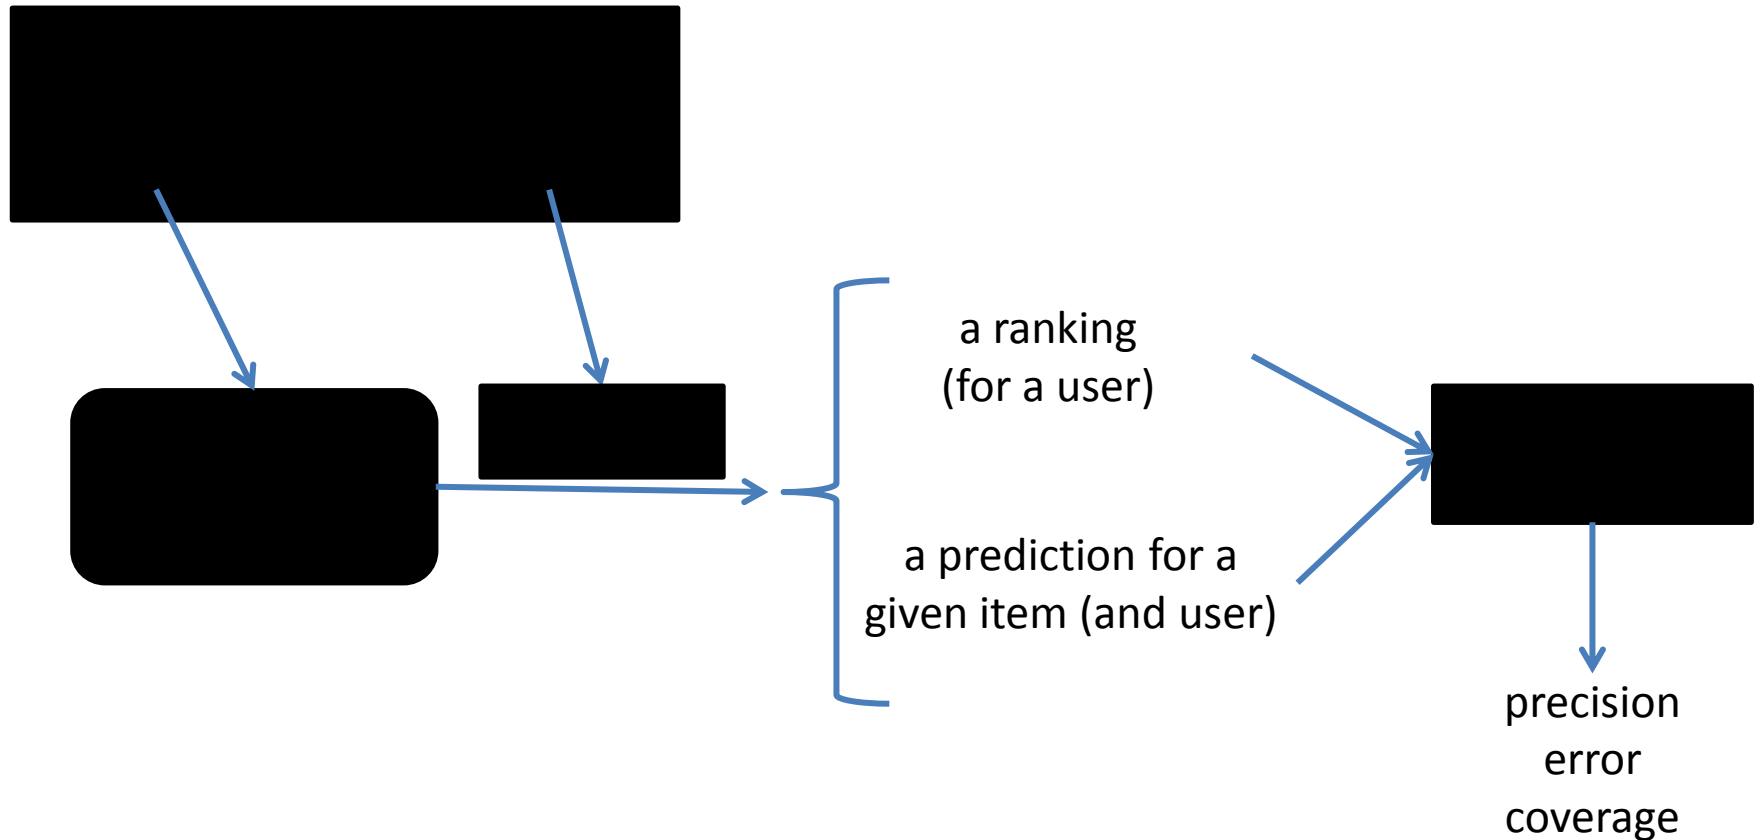 a ranking
(for a user)
a prediction for a
given item (and user)
precision
error
coverage